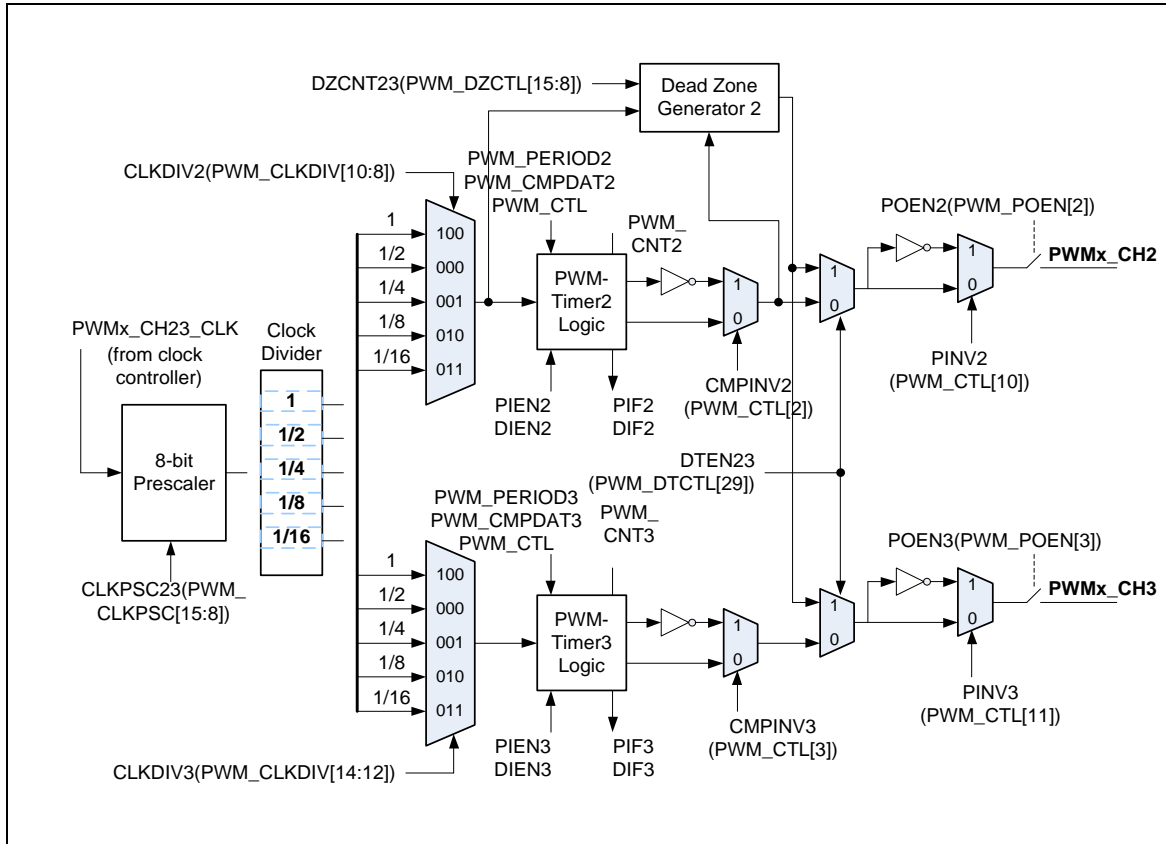 DZCNT23(PWM_DZCTL[15:8])
Dead Zone
Generator 2
CLKDIV2(PWM_CLKDIV[10:8])
PWM_PERIOD2
PWM_CMPDAT2
PWM_CTL
PWM_
CNT2
1
1/2
1/4
1/8
1/16
100
000
001
010
011
PWM-
Timer2
Logic
1
0
1
0
1
0
POEN2(PWM_POEN[2])
PWMx_CH2
PIEN2
DIEN2
PIF2
DIF2
CMPINV2
(PWM_CTL[2])
PINV2
(PWM_CTL[10])
PWMx_CH23_CLK
(from clock
controller)
Clock
Divider
8-bit
Prescaler
1
1/2
1/4
1/8
1/16
CLKPSC23(PWM_
CLKPSC[15:8])
DTEN23
(PWM_DTCTL[29])
PWM_PERIOD3
PWM_CMPDAT3
PWM_CTL
PWM_
CNT3
1
1/2
1/4
1/8
1/16
100
000
001
010
011
PWM-
Timer3
Logic
1
0
1
0
1
0
POEN3(PWM_POEN[3])
PWMx_CH3
PIEN3
DIEN3
PIF3
DIF3
CMPINV3
(PWM_CTL[3])
PINV3
(PWM_CTL[11])
CLKDIV3(PWM_CLKDIV[14:12])